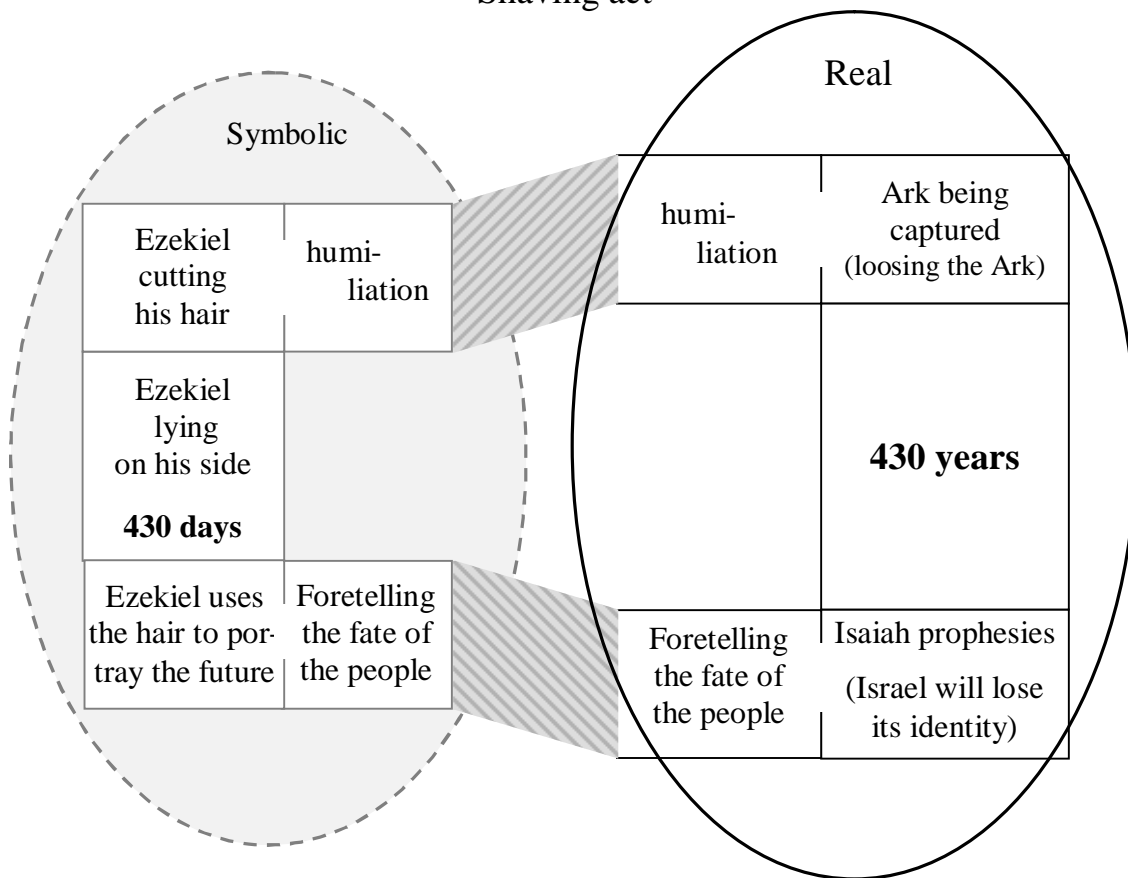 Shaving act
Real
Symbolic
Ezekiel
cutting
his hair
humi-
liation
humi-
liation
Ark being
captured
(loosing the Ark)
Ezekiel
lying
on his side
430 days
430 years
Ezekiel uses
the hair to por-
tray the future
Foretelling
the fate of
the people
Foretelling
the fate of
the people
Isaiah prophesies
(Israel will lose
its identity)